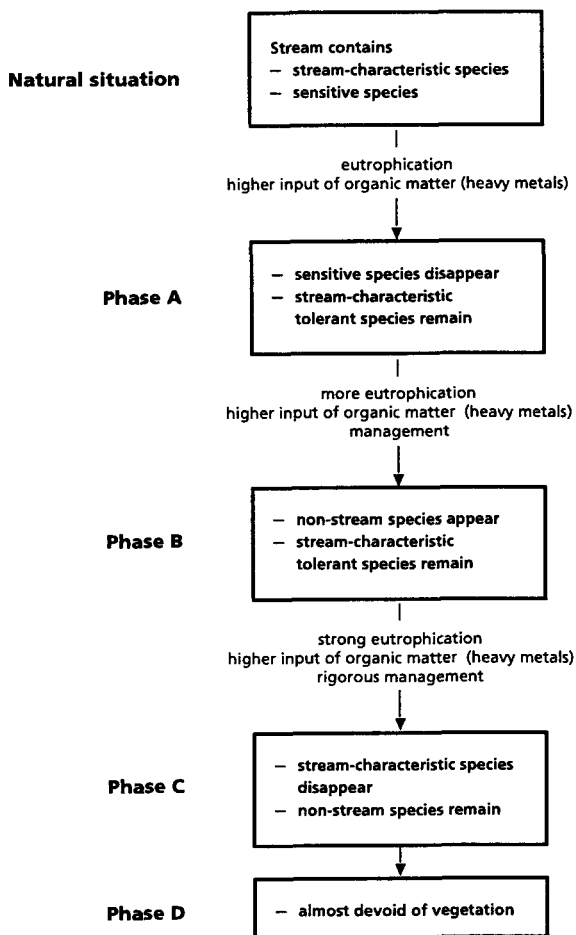 Natural situation
Stream contains
– stream-characteristic species
– sensitive species
eutrophication
higher input of organic matter (heavy metals)
Phase A
– sensitive species disappear
– stream-characteristic
tolerant species remain
more eutrophication
higher input of organic matter (heavy metals)
management
Phase B
– non-stream species appear
– stream-characteristic
tolerant species remain
strong eutrophication
higher input of organic matter (heavy metals)
rigorous management
Phase C
– stream-characteristic species
disappear
– non-stream species remain
Phase D
– almost devoid of vegetation